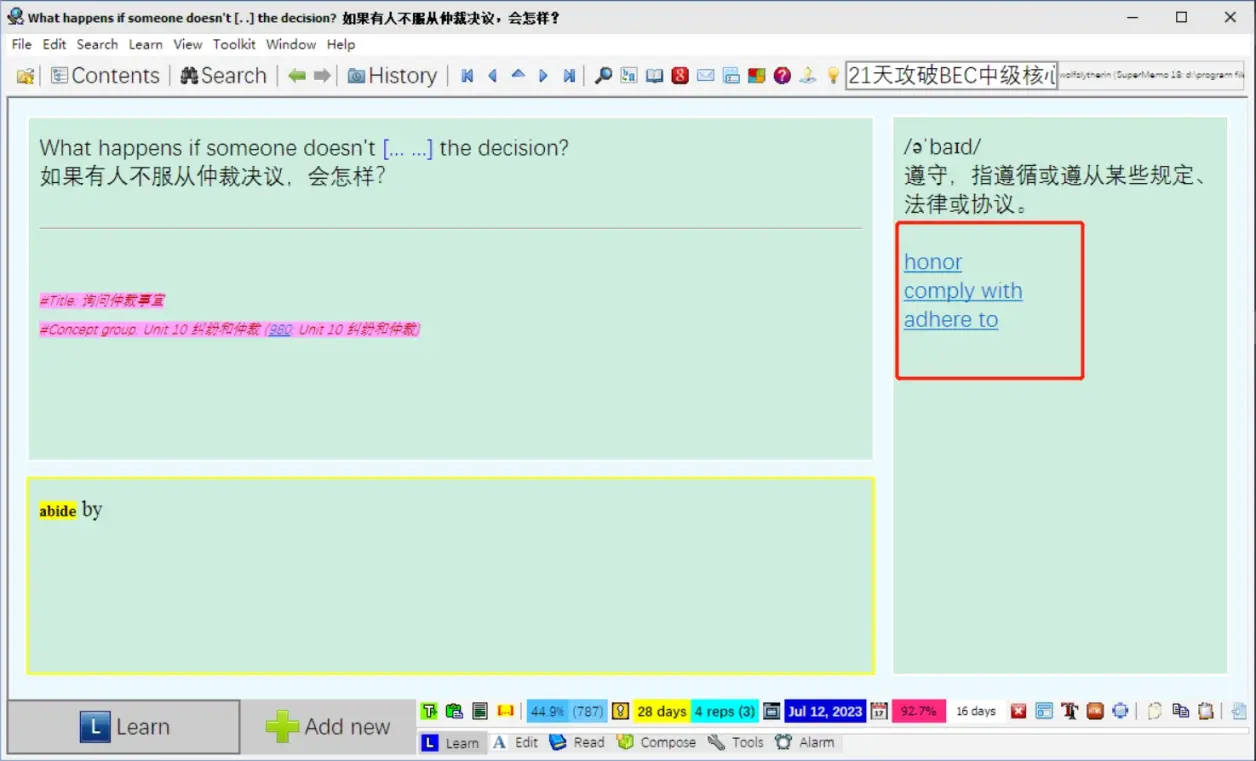 What happens if someone doesn't [. .] the decision? 如果有人不服从仲裁决议，会怎样?
File Edit Search Learn View Toolkit Window Help
Contents Search History 21天攻破BEC中级核心
What happens if someone doesn't [... ...] the decision?
如果有人不服从仲裁决议，会怎样?
#Title: 询问仲裁事宜
#Concept group: Unit 10 纠纷和仲裁 (980: Unit 10 纠纷和仲裁)
/əˈbaɪd/
遵守，指遵循或遵从某些规定、
法律或协议。
honor
comply with
adhere to
abide by
L Learn Add new
44.9% (787) 28 days 4 reps (3) Jul 12, 2023 17 92.7% 16 days
L Learn A Edit Read Compose Tools Alarm